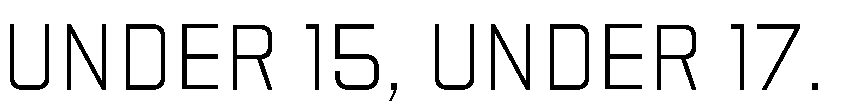 UNDER 15, UNDER 17.